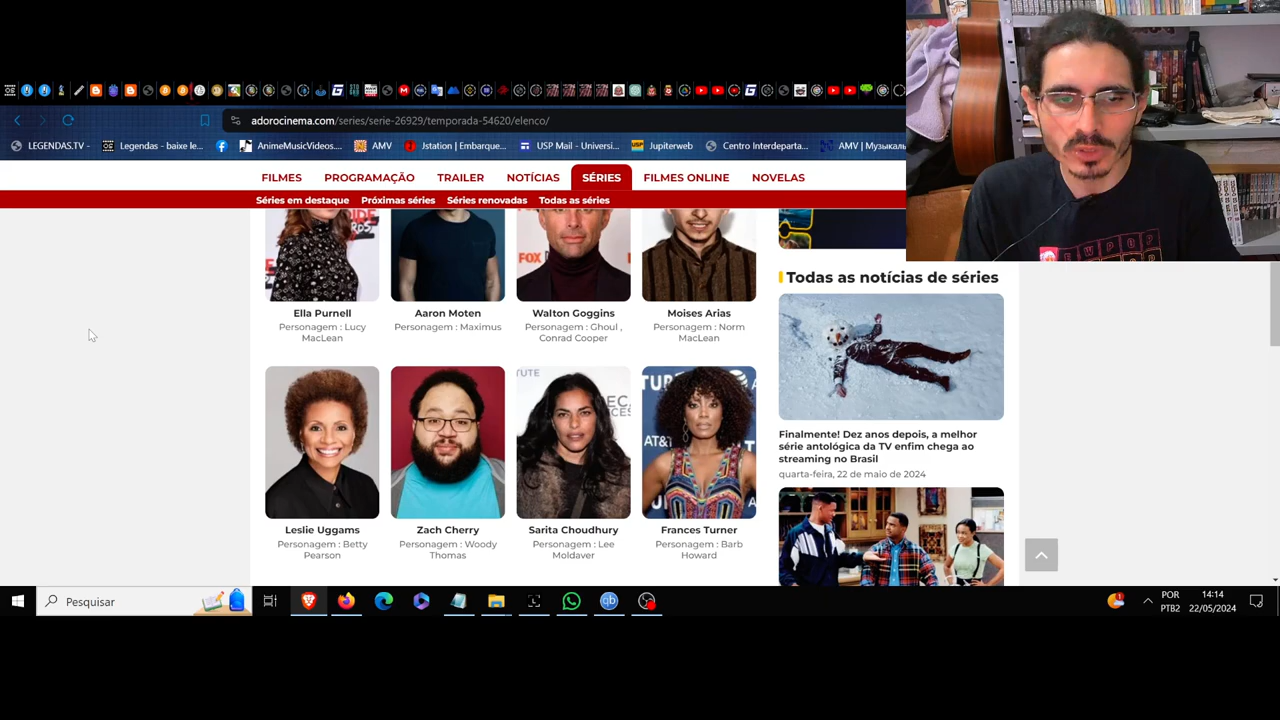 adorocinema.com/series/serie-26929/temporada-54620/elenco/
LEGENDAS.TV -
Legendas - baixe le...
AnimeMusicVideos....
AMV
Jstation | Embarque...
USP Mail - Universi...
Jupiterweb
Centro Interdeparta...
AMV | Музыкаль
FILMES
PROGRAMAÇÃO
TRAILER
NOTÍCIAS
SÉRIES
FILMES ONLINE
NOVELAS
Séries em destaque
Próximas séries
Séries renovadas
Todas as séries
FOX
Ella Purnell
Personagem : Lucy
MacLean
Aaron Moten
Personagem : Maximus
Walton Goggins
Personagem : Ghoul ,
Conrad Cooper
Moises Arias
Personagem : Norm
MacLean
Leslie Uggams
Personagem : Betty
Pearson
Zach Cherry
Personagem : Woody
Thomas
TUTE
Sarita Choudhury
Personagem : Lee
Moldaver
AT&T
Frances Turner
Personagem : Barb
Howard
Todas as notícias de séries
Finalmente! Dez anos depois, a melhor
série antológica da TV enfim chega ao
streaming no Brasil
quarta-feira, 22 de maio de 2024
Pesquisar
POR
PTB2
14:14
22/05/2024